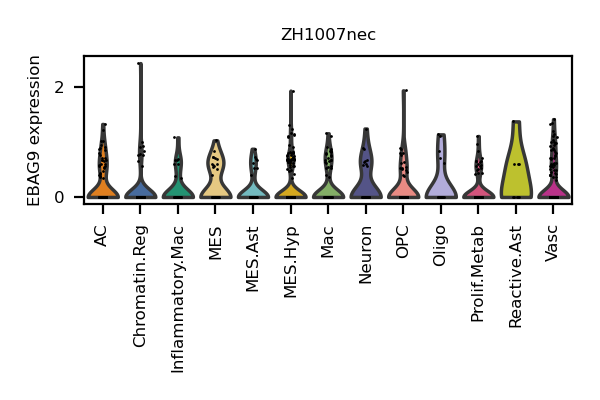 ZH1007nec
EBAG9 expression
2
0
AC
Chromatin.Reg
Inflammatory.Mac
MES
MES.Ast
MES.Hyp
Mac
Neuron
OPC
Oligo
Prolif.Metab
Reactive.Ast
Vasc